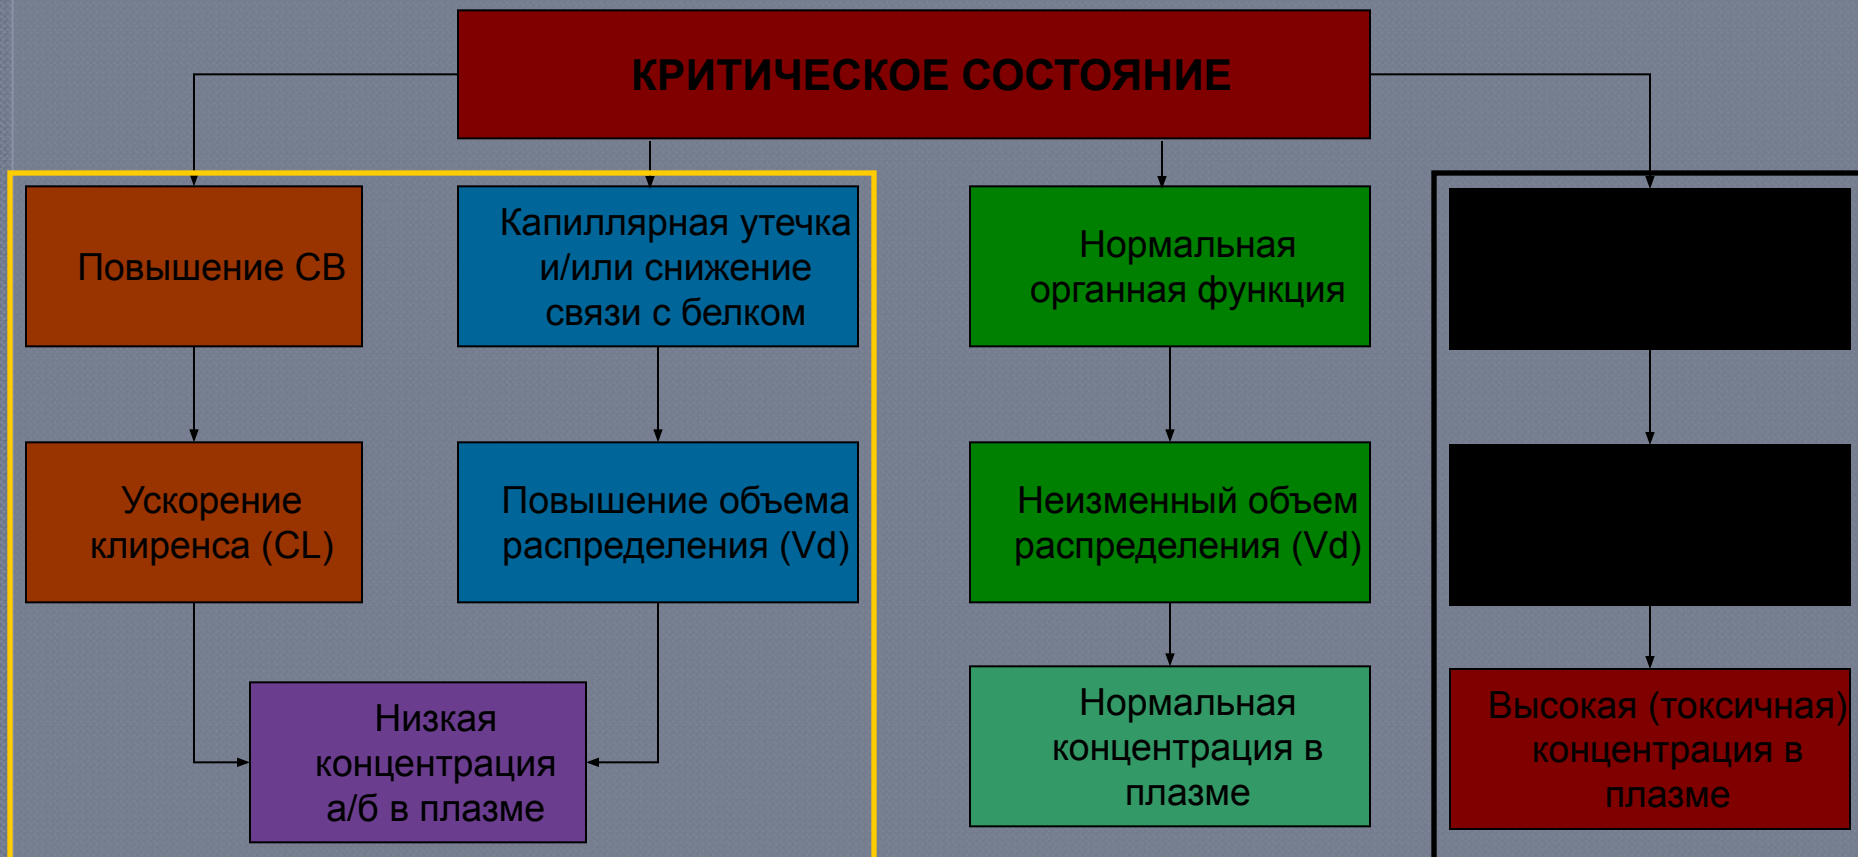 КРИТИЧЕСКОЕ СОСТОЯНИЕ
Повышение СВ
Капиллярная утечка
и/или снижение
связи с белком
Нормальная
органная функция
Ускорение
клиренса (CL)
Повышение объема
распределения (Vd)
Неизменный объем
распределения (Vd)
Низкая
концентрация
а/б в плазме
Нормальная
концентрация в
плазме
Высокая (токсичная)
концентрация в
плазме